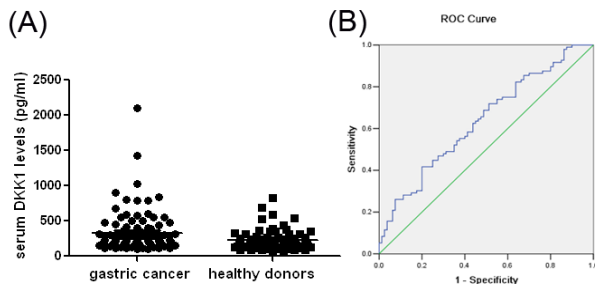 (A)
(B)
ROC Curve
serum DKK1 levels (pg/ml)
2500
2000
1500
1000
500
0
gastric cancer healthy donors
Sensitivity
1.0
0.8
0.6
0.4
0.2
0.0
0.0 0.2 0.4 0.6 0.8 1.0
1 - Specificity